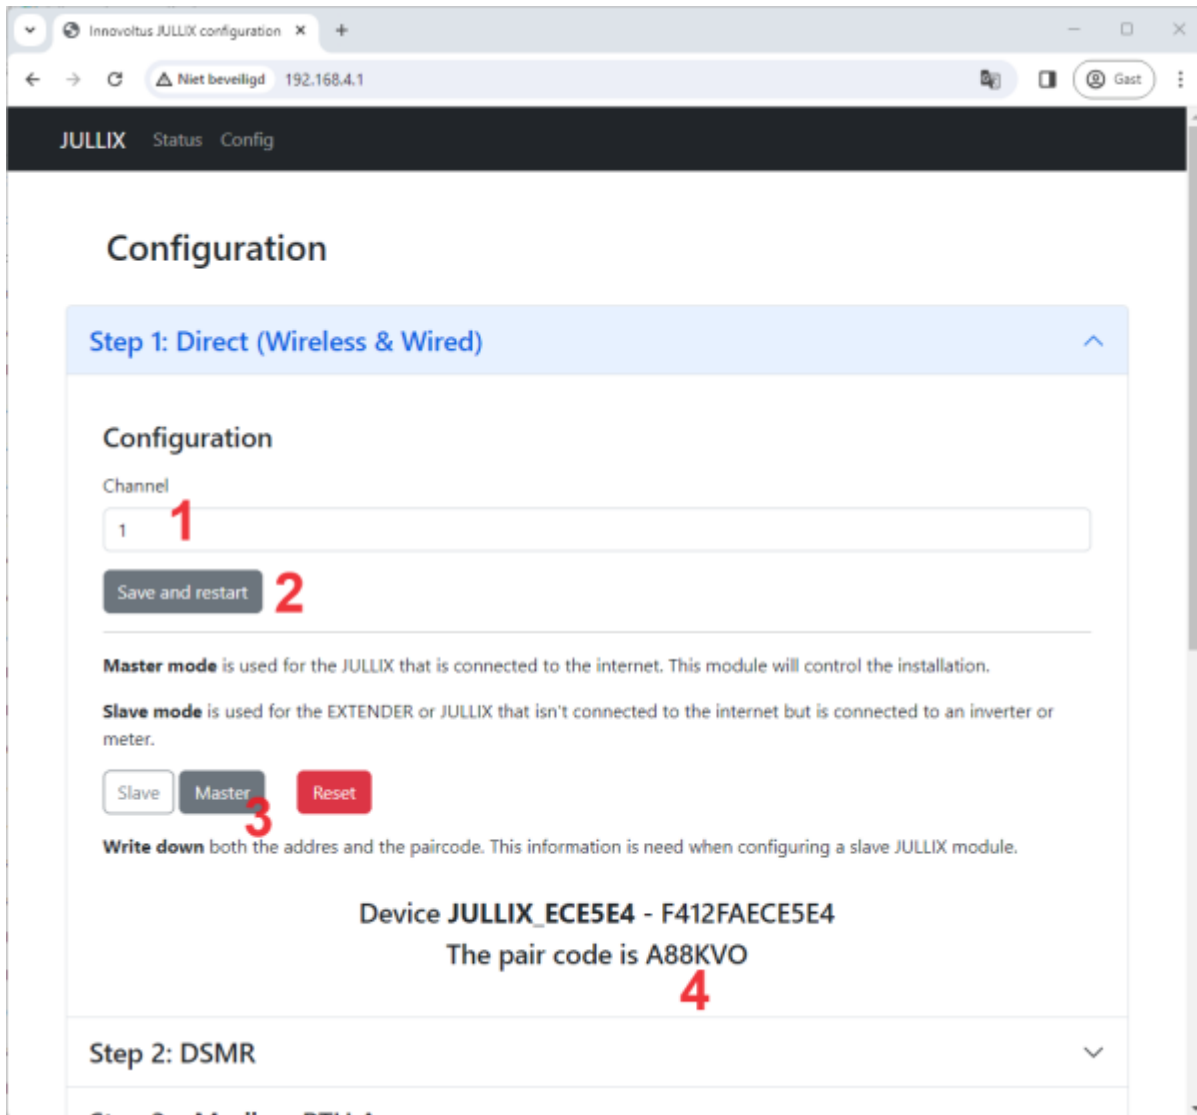 Innovoltus JULLIX configuration
Niet beveiligd 192.168.4.1 Gast
JULLIX Status Config
Configuration
Step 1: Direct (Wireless & Wired)
Configuration
Channel
1
1
Save and restart 2
Master mode is used for the JULLIX that is connected to the internet. This module will control the installation.
Slave mode is used for the EXTENDER or JULLIX that isn't connected to the internet but is connected to an inverter or
meter.
Slave Master Reset
3
Write down both the addres and the paircode. This information is need when configuring a slave JULLIX module.
Device JULLIX_ECE5E4 - F412FAECE5E4
The pair code is A88KVO
4
Step 2: DSMR